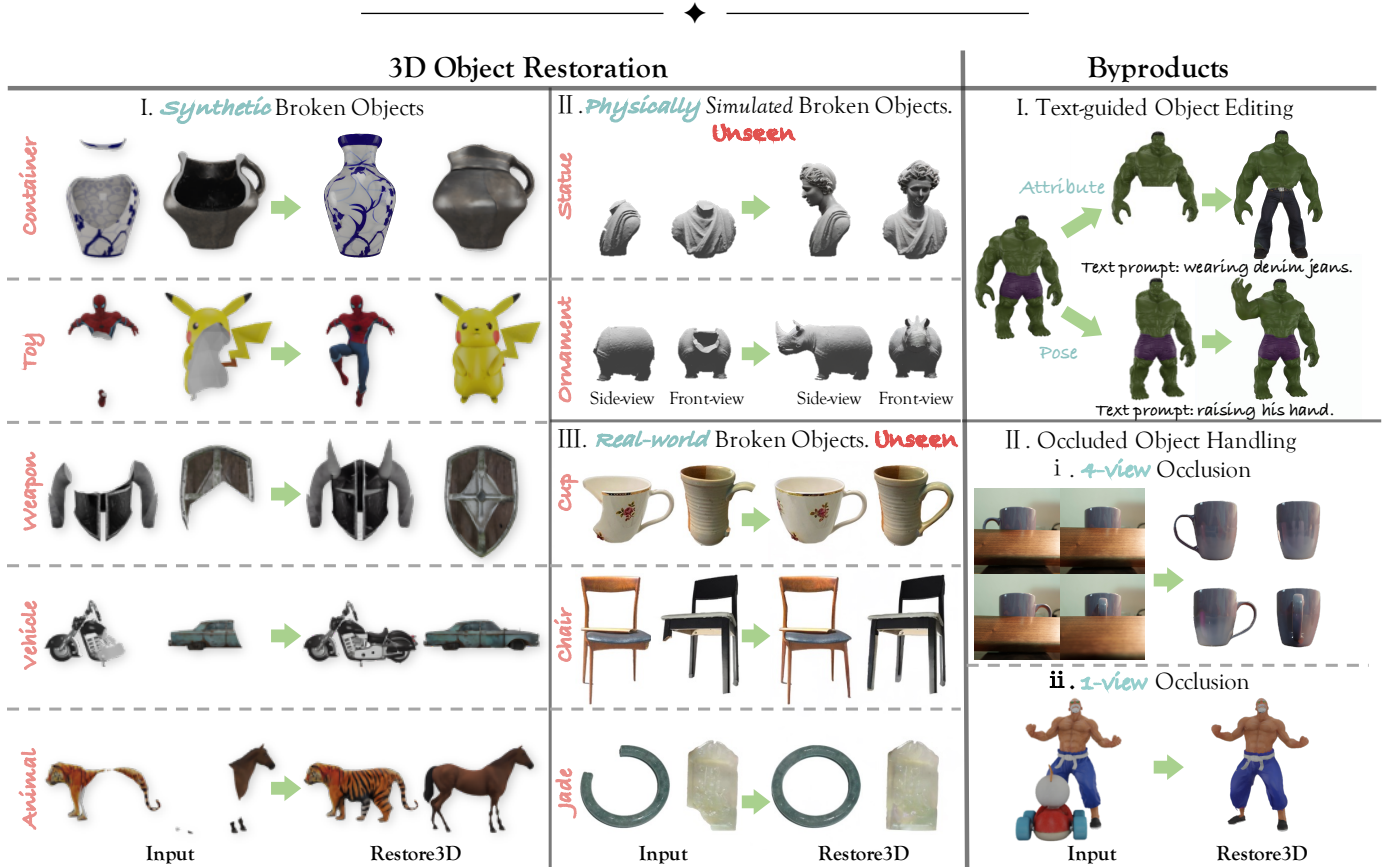 3D Object Restoration
Byproducts
I. Synthetic Broken Objects
Container
Toy
Weapon
Vehicle
Animal
Input
Restore3D
II. Physically Simulated Broken Objects.
Unseen
Statue
Ornament
Side-view
Front-view
Side-view
Front-view
III. Real-world Broken Objects. Unseen
Cup
Chair
Jade
Input
Restore3D
I. Text-guided Object Editing
Attribute
Text prompt: wearing denim jeans.
Pose
Text prompt: raising his hand.
II. Occluded Object Handling
i. 4-view Occlusion
ii. 1-view Occlusion
Input
Restore3D